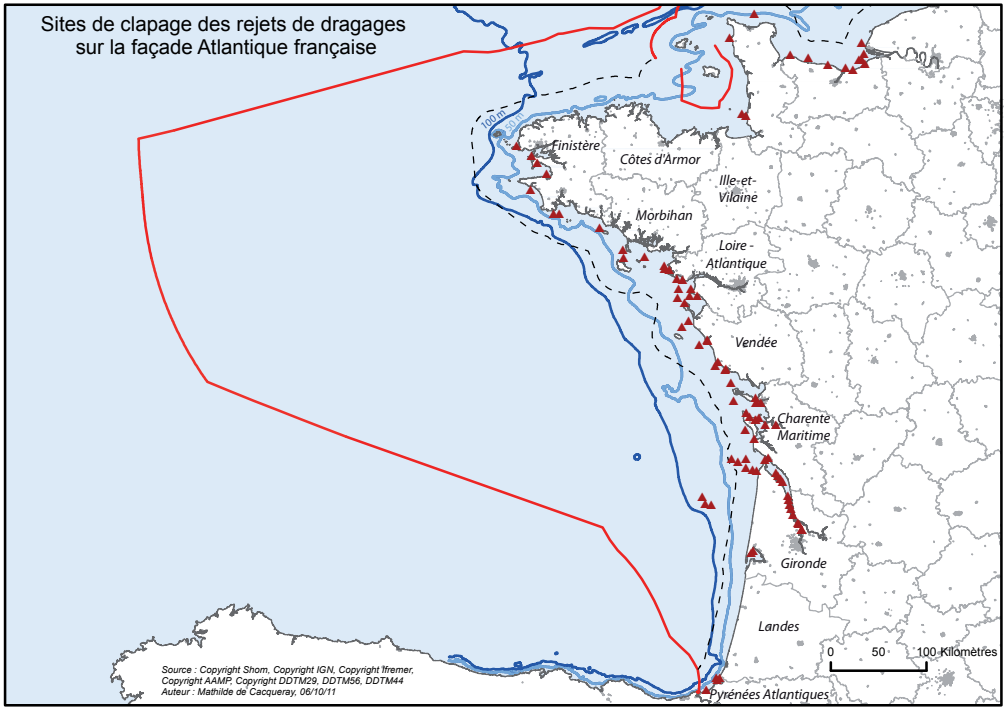 Sites de clapage des rejets de dragages
sur la façade Atlantique française
100 m
50 m
Finistère
Côtes d'Armor
Ille-et-
Vilaine
Morbihan
Loire -
Atlantique
Vendée
Charente
Maritime
Gironde
Landes
0 50 100 Kilomètres
Pyrénées Atlantiques
Source : Copyright Shom, Copyright IGN, Copyright Ifremer,
Copyright AAMP, Copyright DDTM29, DDTM56, DDTM44
Auteur : Mathilde de Cacqueray, 06/10/11